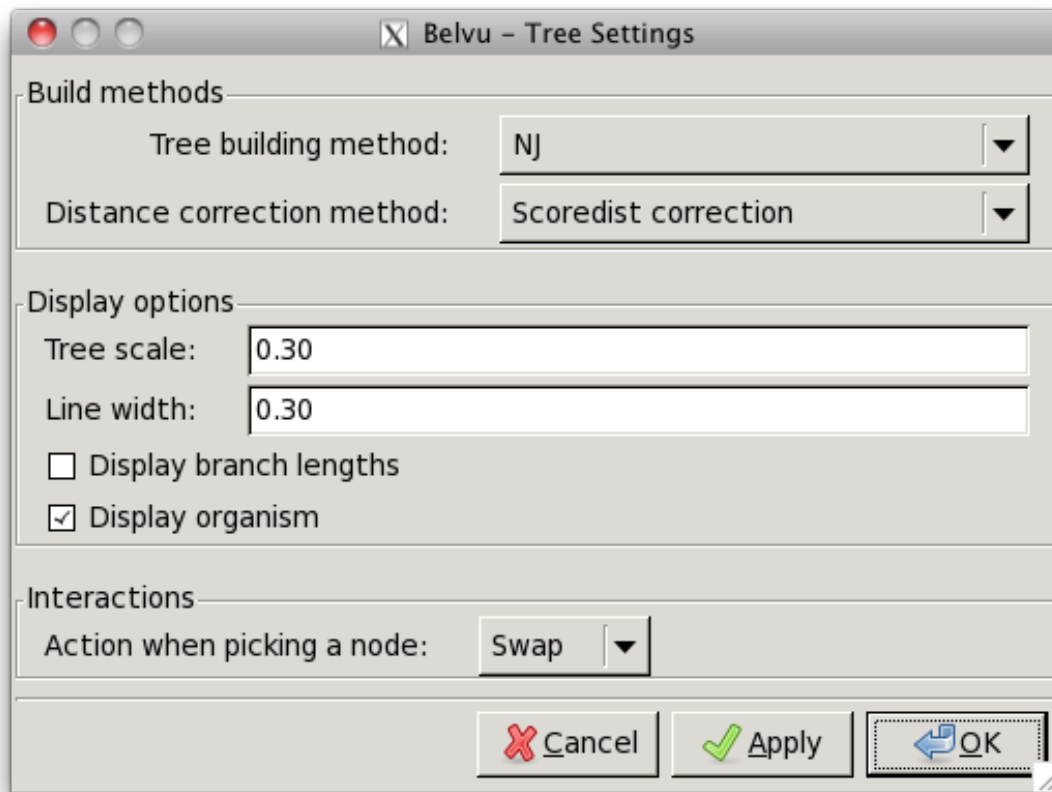 Belvu – Tree Settings
Build methods
Tree building method: NJ
Distance correction method: Scoredist correction
Display options
Tree scale: 0.30
Line width: 0.30
Display branch lengths
Display organism
Interactions
Action when picking a node: Swap
Cancel Apply OK